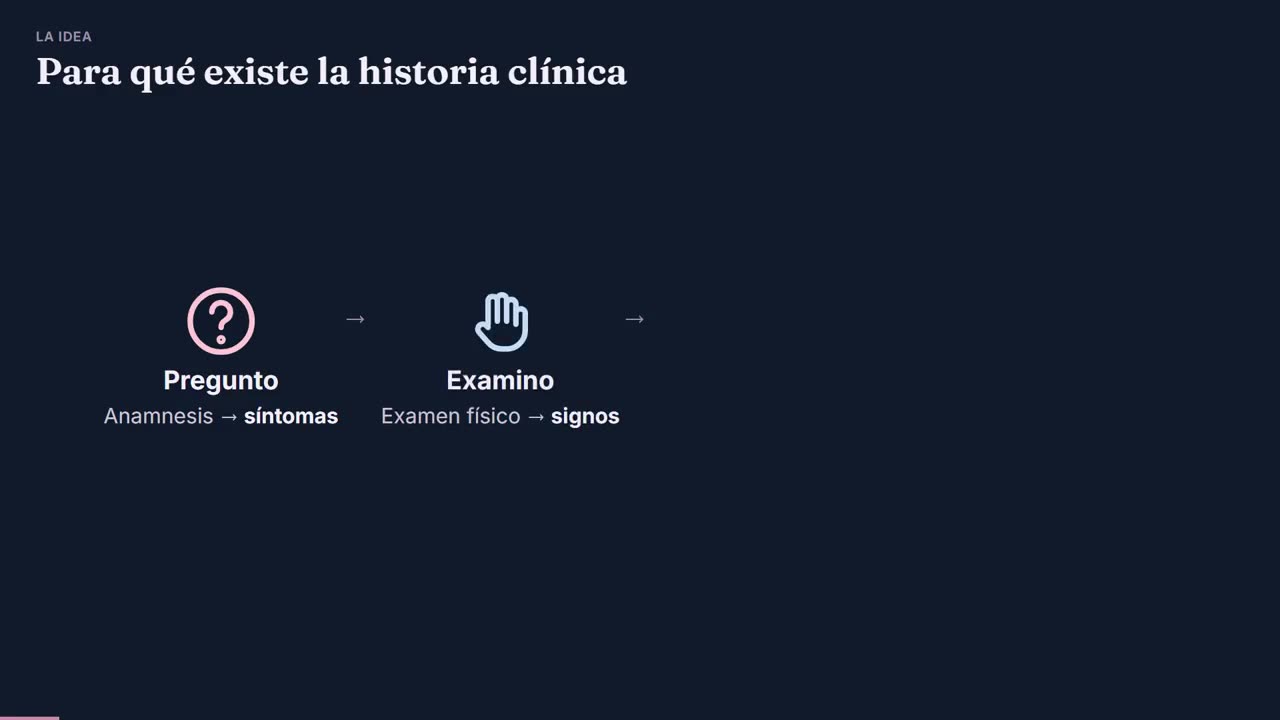 LA IDEA
Para qué existe la historia clínica
→ →
Pregunto Examino
Anamnesis → síntomas Examen físico → signos